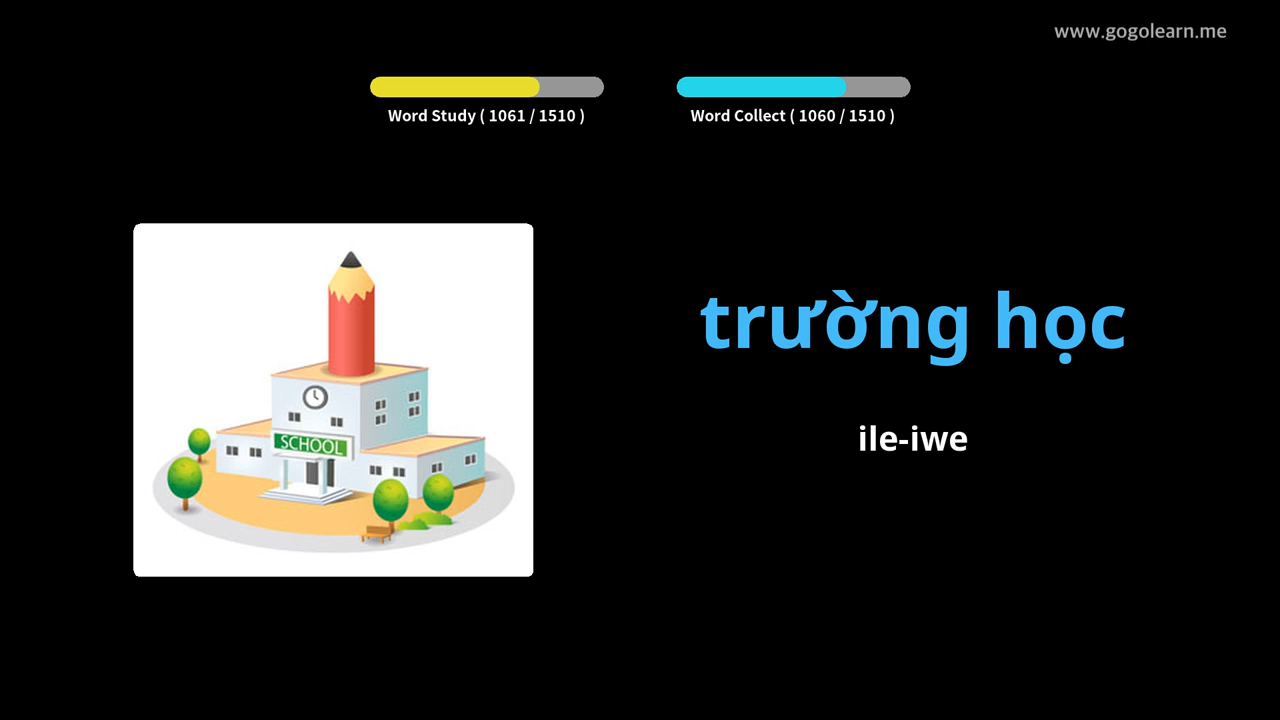 www.gogolearn.me
Word Study ( 1061 / 1510 )
Word Collect ( 1060 / 1510 )
SCHOOL
trường học
ile-iwe